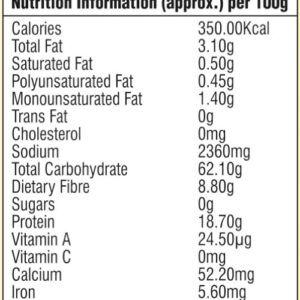 Nutrition Information (approx.) per 100g
Calories 350.00Kcal
Total Fat 3.10g
Saturated Fat 0.50g
Polyunsaturated Fat 0.45g
Monounsaturated Fat 1.40g
Trans Fat 0g
Cholesterol 0mg
Sodium 2360mg
Total Carbohydrate 62.10g
Dietary Fibre 8.80g
Sugars 0g
Protein 18.70g
Vitamin A 24.50µg
Vitamin C 0mg
Calcium 52.20mg
Iron 5.60mg